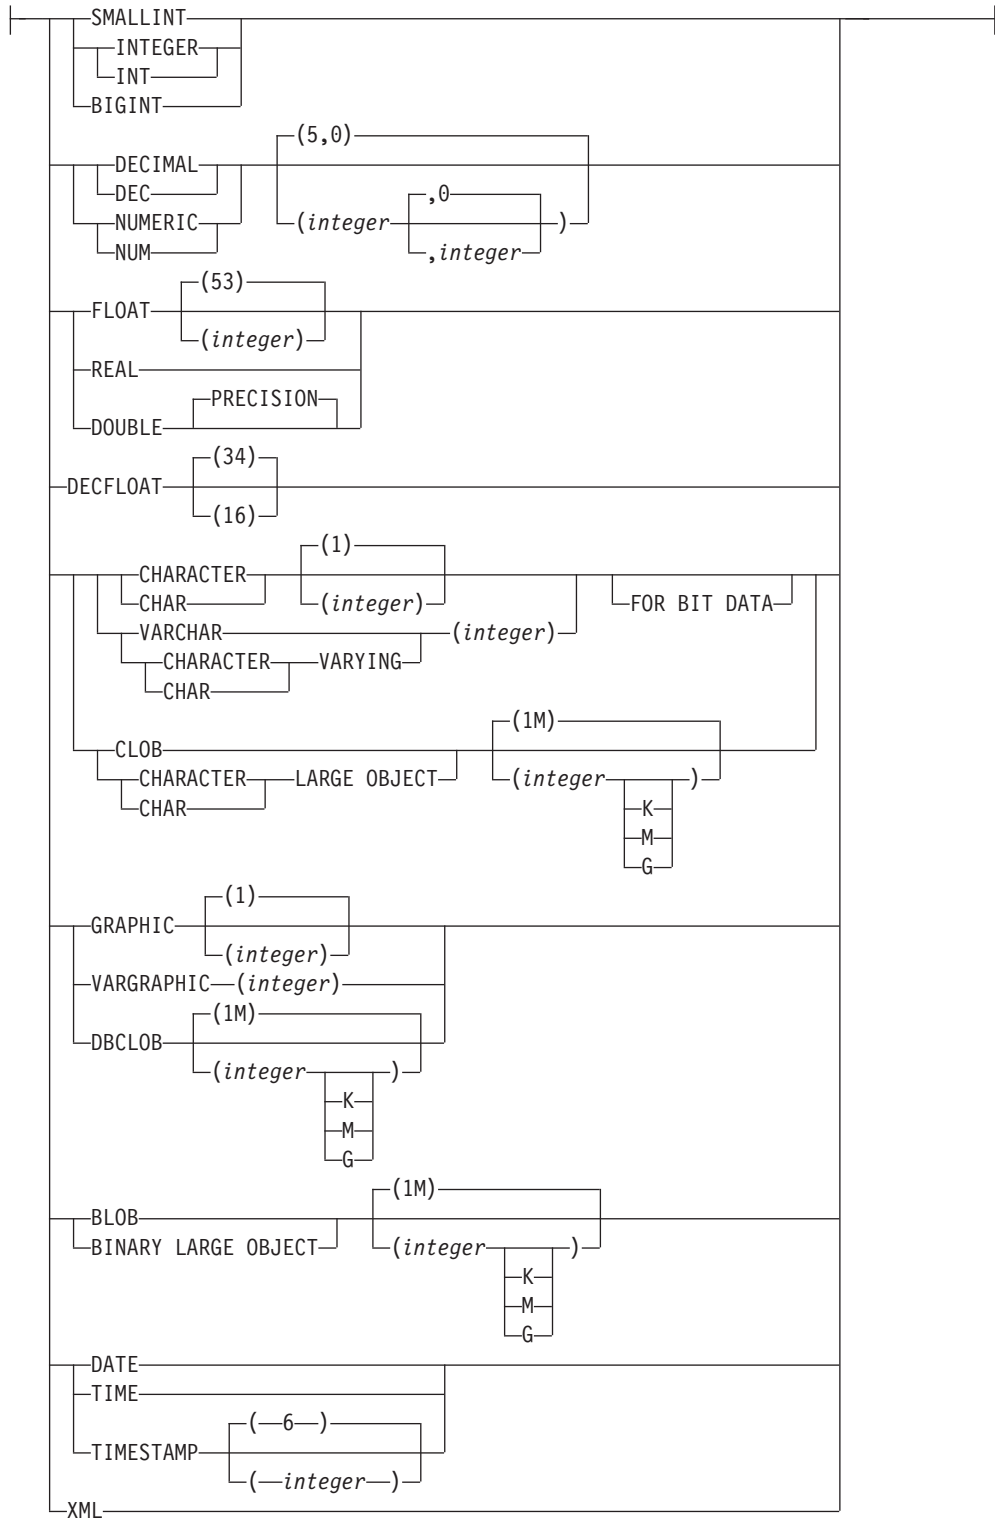 SMALLINT
INTEGER
INT
BIGINT
(5,0)
DECIMAL
DEC
,0
NUMERIC
(integer )
NUM
,integer
(53)
FLOAT
(integer)
REAL
PRECISION
DOUBLE
(34)
DECFLOAT
(16)
(1)
CHARACTER
CHAR
(integer)
FOR BIT DATA
VARCHAR
(integer)
CHARACTER
VARYING
CHAR
(1M)
CLOB
CHARACTER
LARGE OBJECT
(integer )
CHAR
K
M
G
(1)
GRAPHIC
(integer)
VARGRAPHIC (integer)
(1M)
DBCLOB
(integer )
K
M
G
(1M)
BLOB
BINARY LARGE OBJECT
(integer )
K
M
G
DATE
TIME
( 6 )
TIMESTAMP
( integer )
XML